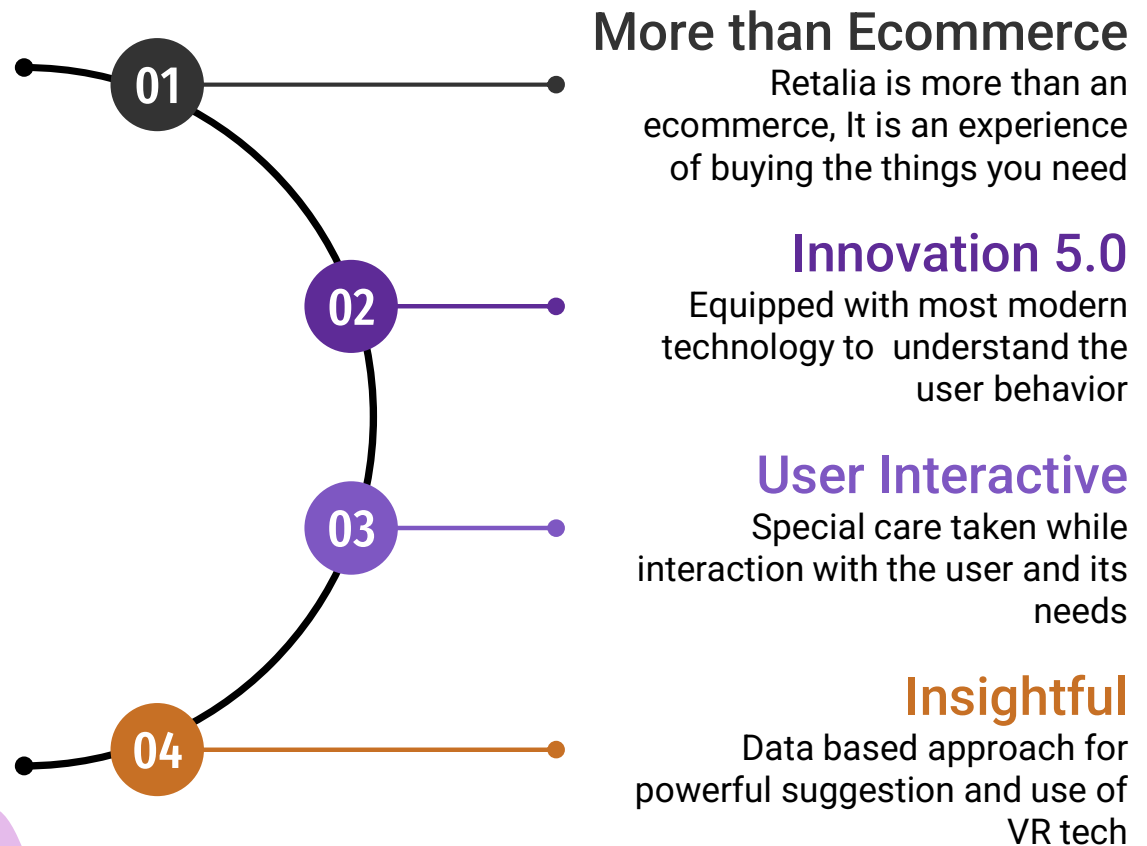 01
More than Ecommerce
Retalia is more than an
ecommerce, It is an experience
of buying the things you need
02
Innovation 5.0
Equipped with most modern
technology to  understand the
user behavior
03
User Interactive
Special care taken while
interaction with the user and its
needs
04
Insightful
Data based approach for
powerful suggestion and use of
VR tech